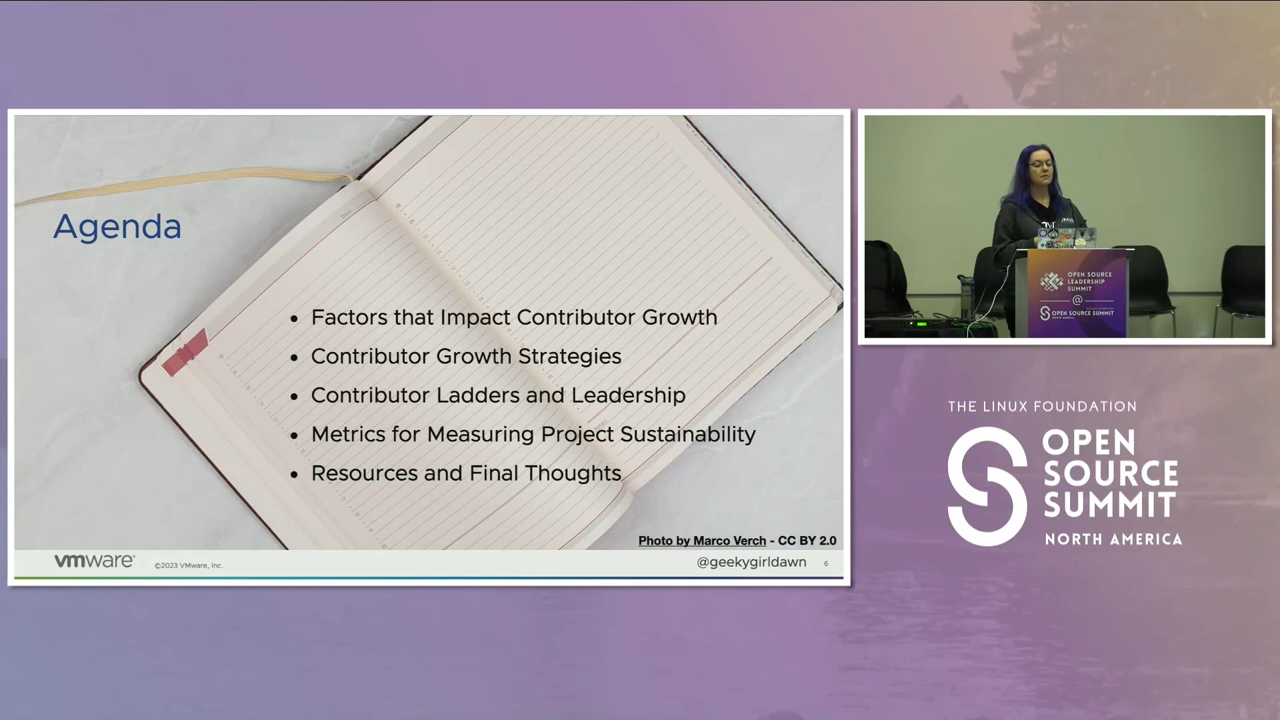 Agenda
Factors that Impact Contributor Growth
Contributor Growth Strategies
Contributor Ladders and Leadership
Metrics for Measuring Project Sustainability
Resources and Final Thoughts
Photo by Marco Verch - CC BY 2.0
vmware®
©2023 VMware, Inc.
@geekygirldawn
6
OPEN SOURCE
LEADERSHIP
SUMMIT
@
OPEN SOURCE SUMMIT
THE LINUX FOUNDATION
OPEN
SOURCE
SUMMIT
NORTH AMERICA